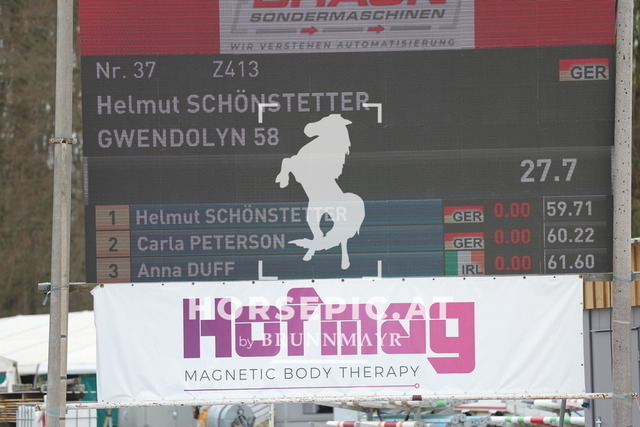 BRAUN
SONDERMASCHINEN
WIR VERSTEHEN AUTOMATISIERUNG
Nr. 37 Z413 GER
Helmut SCHÖNSTETTER
GWENDOLYN 58
27.7
1 Helmut SCHÖNSTETTER GER 0.00 59.71
2 Carla PETERSON GER 0.00 60.22
3 Anna DUFF IRL 0.00 61.60
HORSEPIC.AT
Hofmag
by BRUNNMAYR
MAGNETIC BODY THERAPY